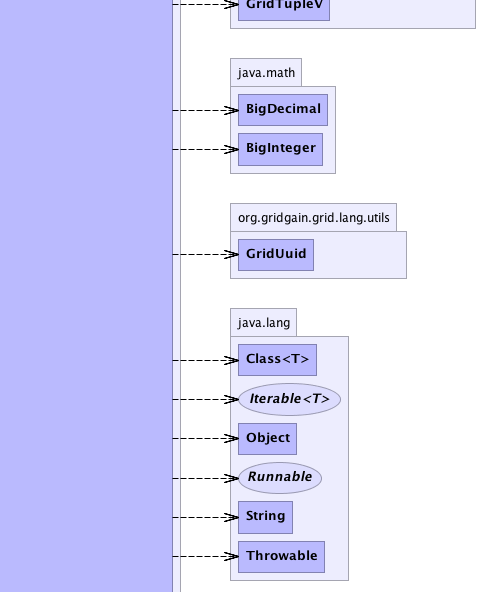 GridTupleV
java.math
BigDecimal
BigInteger
org.gridgain.grid.lang.utils
GridUuid
java.lang
Class<T>
Iterable<T>
Object
Runnable
String
Throwable